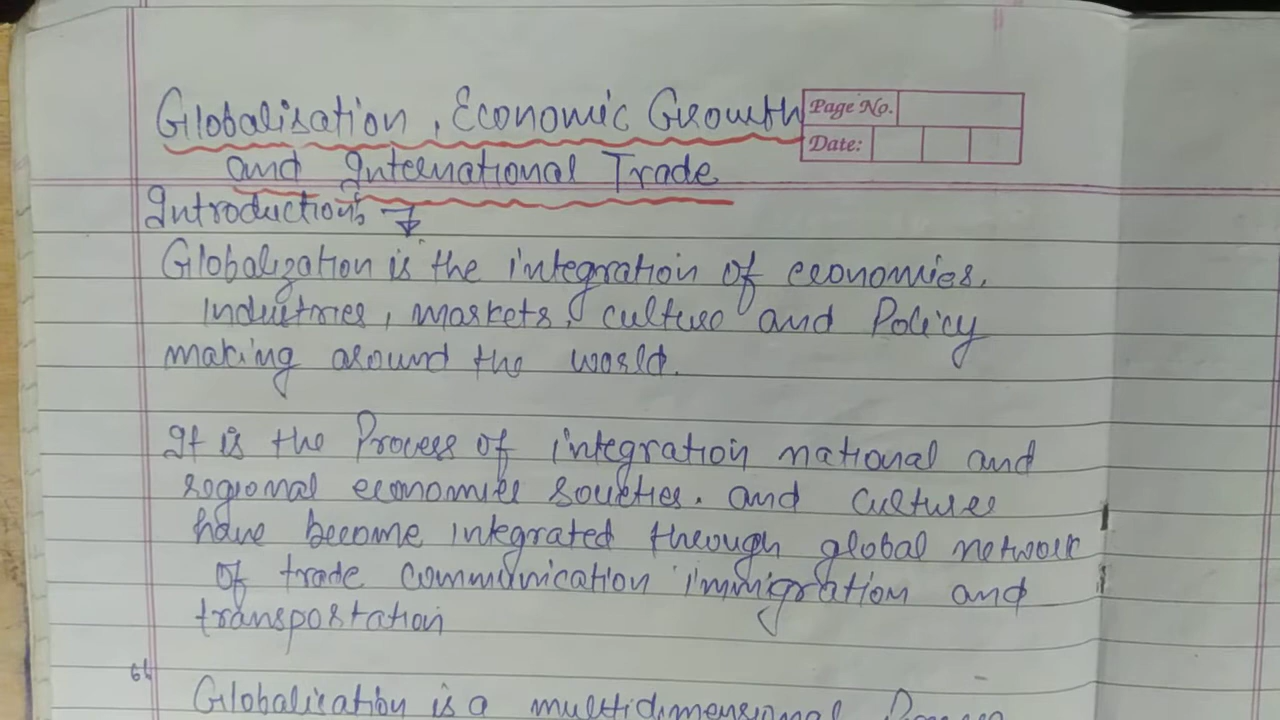 Globalisation, Economic Growth
Page No.
Date:
and International Trade
Introduction:
Globalization is the integration of economies,
Industries, markets, culture and Policy
making around the world.
It is the Process of integration national and
regional economies societies. and cultures
have become integrated through global network
of trade communication immigration and
transportation
Globalisation is a multidimensional Process